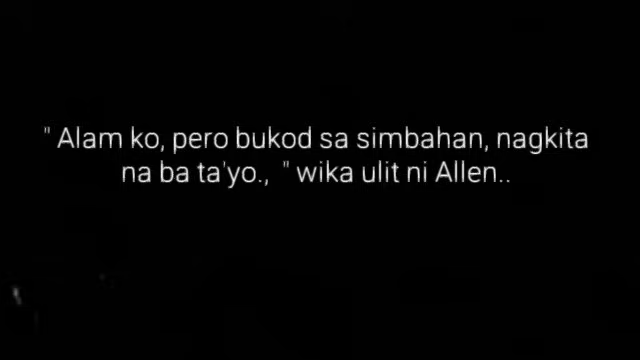 " Alam ko, pero bukod sa simbahan, nagkita
na ba ta'yo.,  " wika ulit ni Allen..